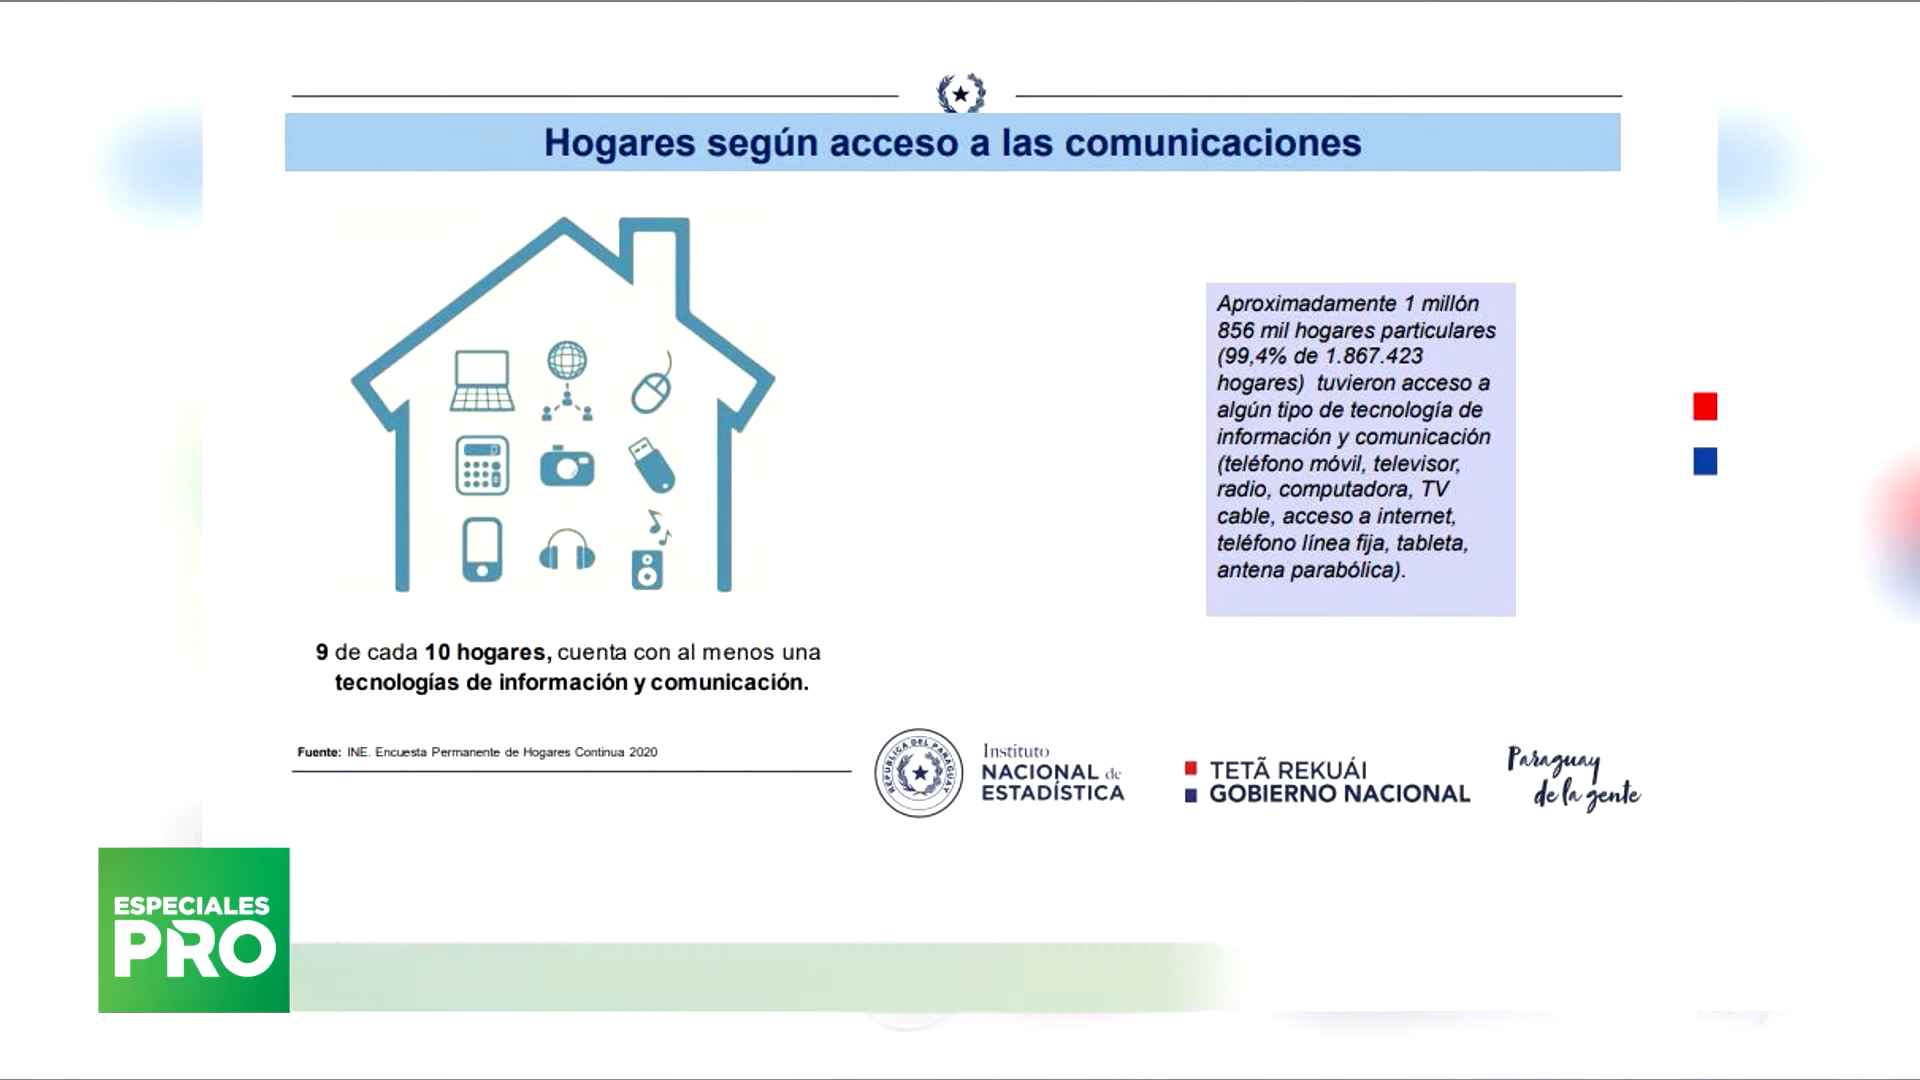 Hogares según acceso a las comunicaciones
Aproximadamente 1 millón
856 mil hogares particulares
(99,4% de 1.867.423
hogares) tuvieron acceso a
algún tipo de tecnología de
información y comunicación
(teléfono móvil, televisor,
radio, computadora, TV
cable, acceso a internet,
teléfono línea fija, tableta,
antena parabólica).
9 de cada 10 hogares, cuenta con al menos una
tecnologías de información y comunicación.
Fuente: INE. Encuesta Permanente de Hogares Continua 2020
REPÚBLICA DEL PARAGUAY
Instituto
NACIONAL de
ESTADÍSTICA
TETÃ REKUÁI
GOBIERNO NACIONAL
Paraguay
de la gente
ESPECIALES
PRO